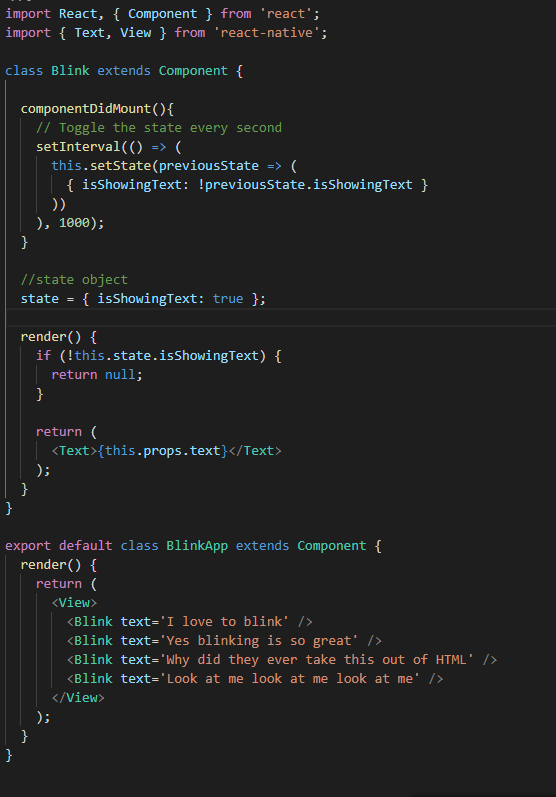 import React, { Component } from 'react';
import { Text, View } from 'react-native';
class Blink extends Component {
componentDidMount(){
// Toggle the state every second
setInterval(() => (
this.setState(previousState => (
{ isShowingText: !previousState.isShowingText }
))
), 1000);
}
//state object
state = { isShowingText: true };
render() {
if (!this.state.isShowingText) {
return null;
}
return (
<Text>{this.props.text}</Text>
);
}
}
export default class BlinkApp extends Component {
render() {
return (
<View>
<Blink text='I love to blink' />
<Blink text='Yes blinking is so great' />
<Blink text='Why did they ever take this out of HTML' />
<Blink text='Look at me look at me look at me' />
</View>
);
}
}